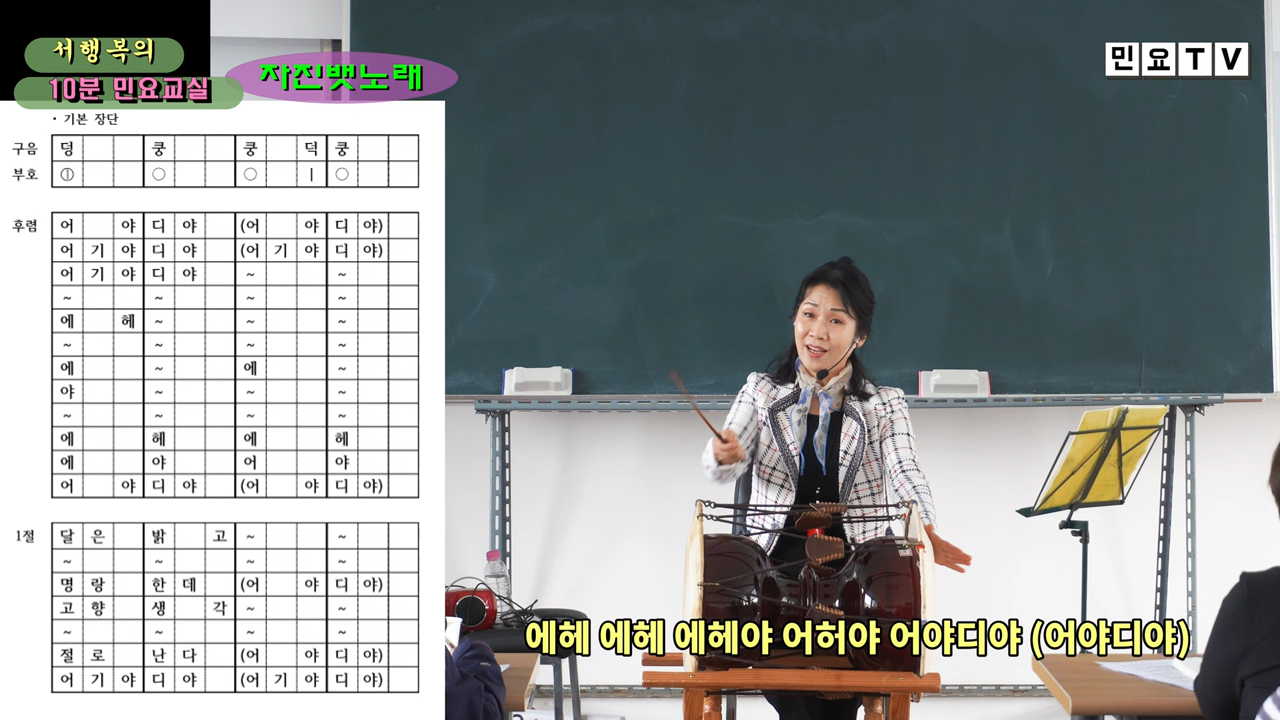 서행복의
10분 민요교실
자진뱃노래
민요TV
· 기본 장단
구음 덩 쿵 쿵 덕 쿵
부호 ⦶ ○ ○ | ○
후렴 어 야 디 야 (어 야 디 야)
어 기 야 디 야 (어 기 야 디 야)
어 기 야 디 야 ~ ~
~ ~ ~ ~
에 헤 ~ ~ ~
~ ~ ~ ~
에 ~ 에 ~
야 ~ ~ ~
~ ~ ~ ~
에 헤 에 헤
에 야 어 야
어 야 디 야 (어 야 디 야)
1절 달 은 밝 고 ~ ~
~ ~ ~ ~
명 랑 한 데 (어 야 디 야)
고 향 생 각 ~ ~
~ ~ ~ ~
절 로 난 다 (어 야 디 야)
어 기 야 디 야 (어 기 야 디 야)
에헤 에헤 에헤야 어허야 어야디야 (어야디야)